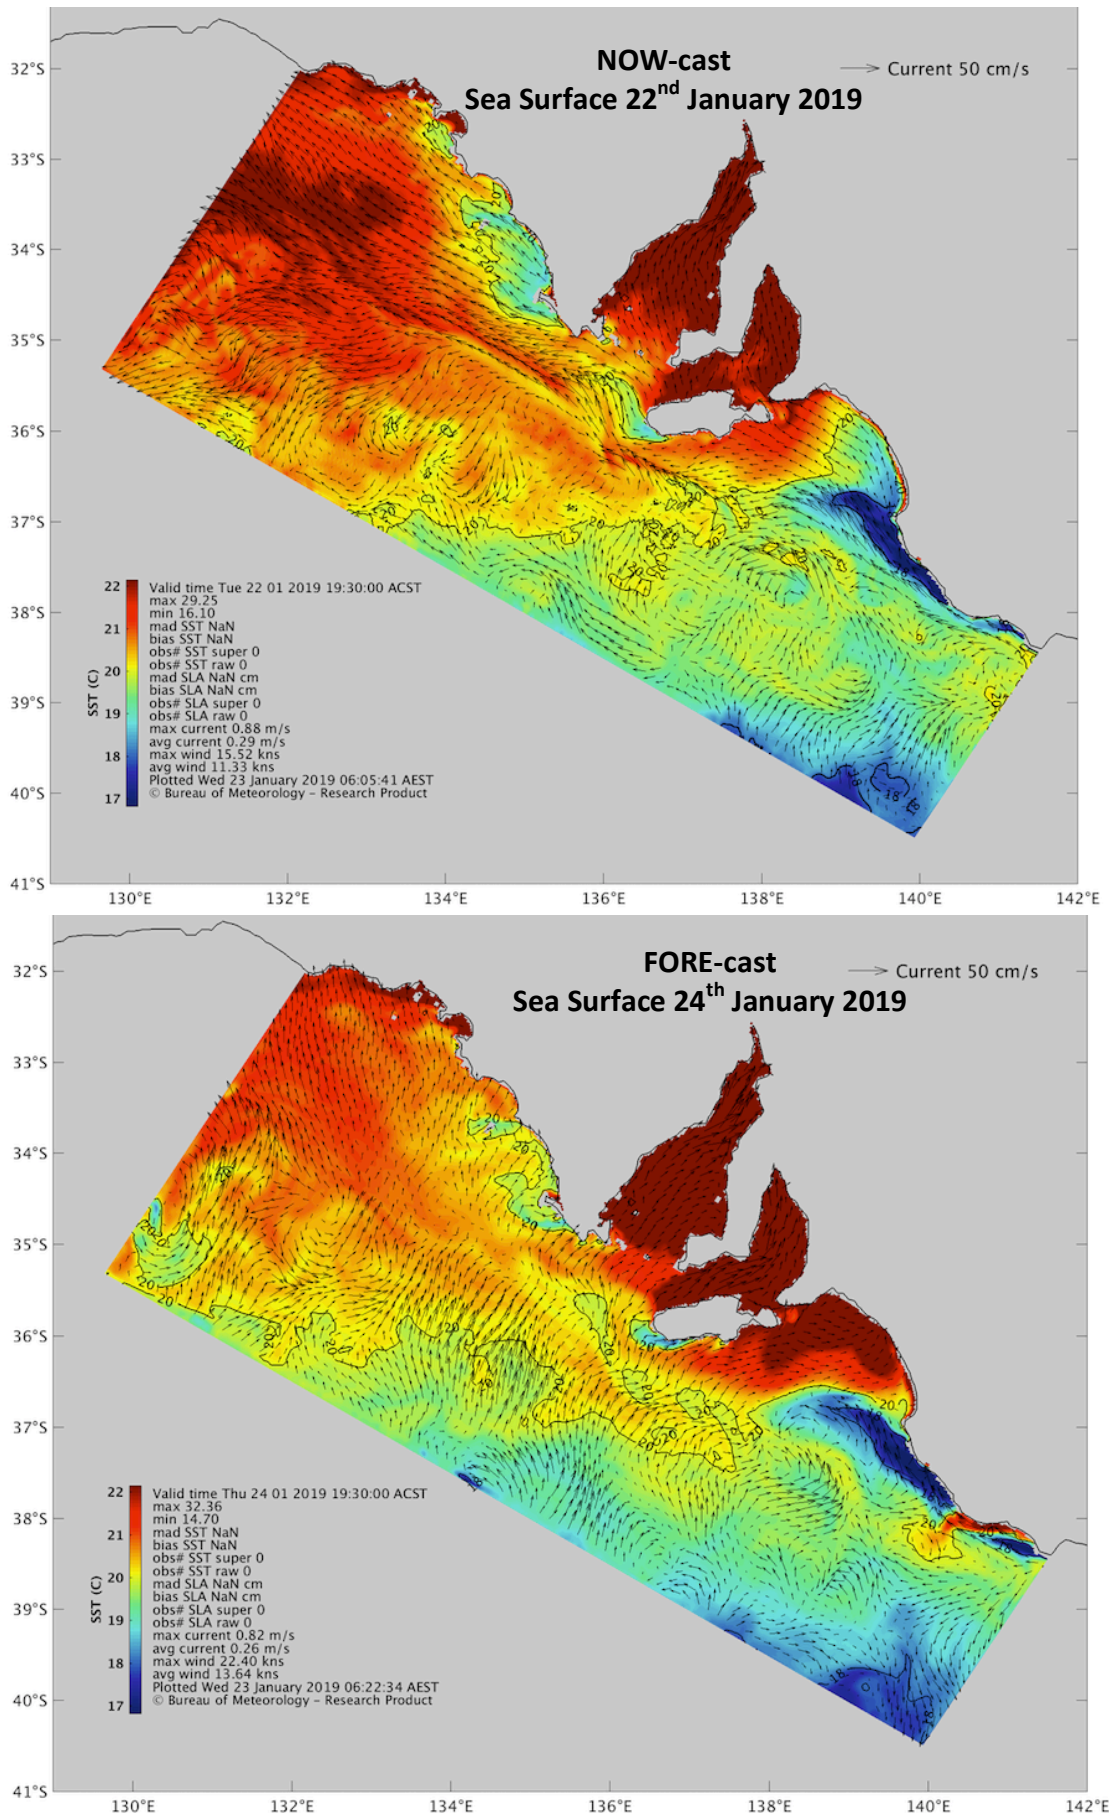 NOW-cast
Sea Surface 22nd January 2019
Current 50 cm/s
32°S
33°S
34°S
35°S
36°S
37°S
38°S
39°S
40°S
41°S
22
21
20
19
18
17
SST (C)
Valid time Tue 22 01 2019 19:30:00 ACST
max 29.25
min 16.10
mad SST NaN
bias SST NaN
obs# SST super 0
obs# SST raw 0
mad SLA NaN cm
bias SLA NaN cm
obs# SLA super 0
obs# SLA raw 0
max current 0.88 m/s
avg current 0.29 m/s
max wind 15.52 kns
avg wind 11.33 kns
Plotted Wed 23 January 2019 06:05:41 AEST
© Bureau of Meteorology – Research Product
130°E 132°E 134°E 136°E 138°E 140°E 142°E
FORE-cast
Sea Surface 24th January 2019
Current 50 cm/s
32°S
33°S
34°S
35°S
36°S
37°S
38°S
39°S
40°S
41°S
22
21
20
19
18
17
SST (C)
Valid time Thu 24 01 2019 19:30:00 ACST
max 32.36
min 14.70
mad SST NaN
bias SST NaN
obs# SST super 0
obs# SST raw 0
mad SLA NaN cm
bias SLA NaN cm
obs# SLA super 0
obs# SLA raw 0
max current 0.82 m/s
avg current 0.26 m/s
max wind 22.40 kns
avg wind 13.64 kns
Plotted Wed 23 January 2019 06:22:34 AEST
© Bureau of Meteorology – Research Product
130°E 132°E 134°E 136°E 138°E 140°E 142°E